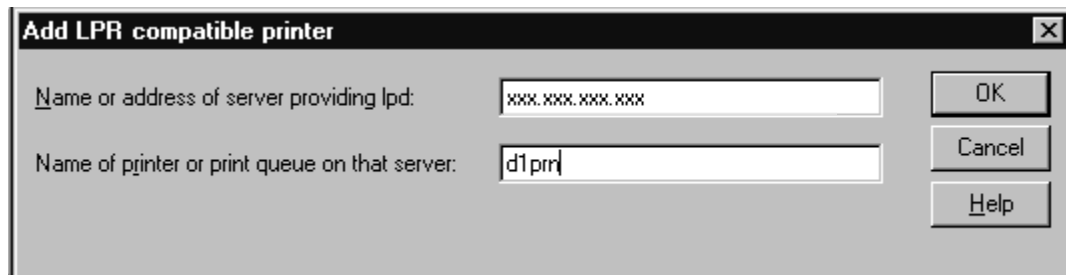 Add LPR compatible printer
Name or address of server providing lpd: xxx.xxx.xxx.xxx OK
Cancel
Name of printer or print queue on that server: d1prn
Help